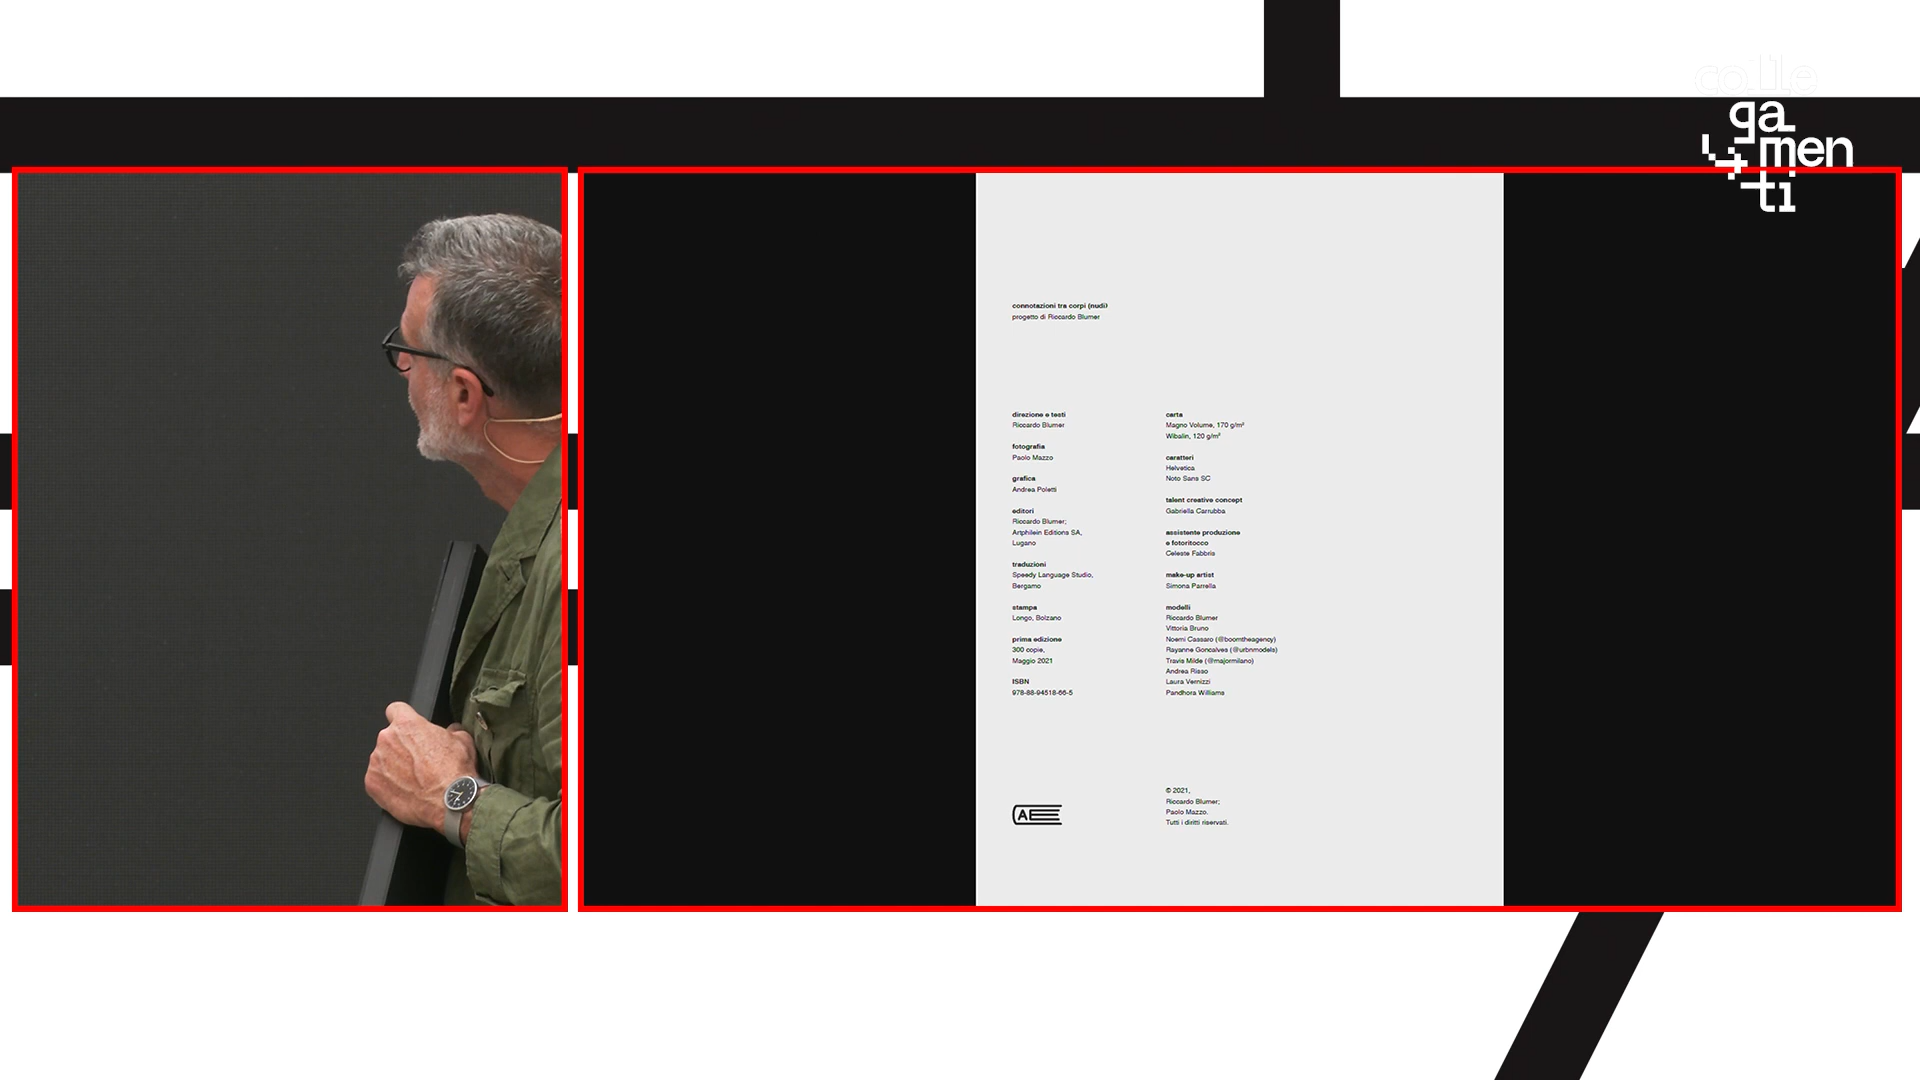 colle
ga
men
ti
connotazioni tra corpi (nudi)
progetto di Riccardo Blumer
direzione e testi
Riccardo Blumer
fotografia
Paolo Mazzo
grafica
Andrea Poletti
editori
Riccardo Blumer;
Artphilein Editions SA,
Lugano
traduzioni
Speedy Language Studio,
Bergamo
stampa
Longo, Bolzano
prima edizione
300 copie,
Maggio 2021
ISBN
978-88-94518-66-5
carta
Magno Volume, 170 g/m²
Wibalin, 120 g/m²
caratteri
Helvetica
Noto Sans SC
talent creative concept
Gabriella Carrubba
assistente produzione
e fotoritocco
Celeste Fabbris
make-up artist
Simona Parrella
modelli
Riccardo Blumer
Vittoria Bruno
Noemi Cassaro (@boomtheagency)
Rayanne Goncalves (@urbnmodels)
Travis Milde (@majormilano)
Andrea Risso
Laura Vernizzi
Pandhora Williams
AE
© 2021,
Riccardo Blumer;
Paolo Mazzo.
Tutti i diritti riservati.